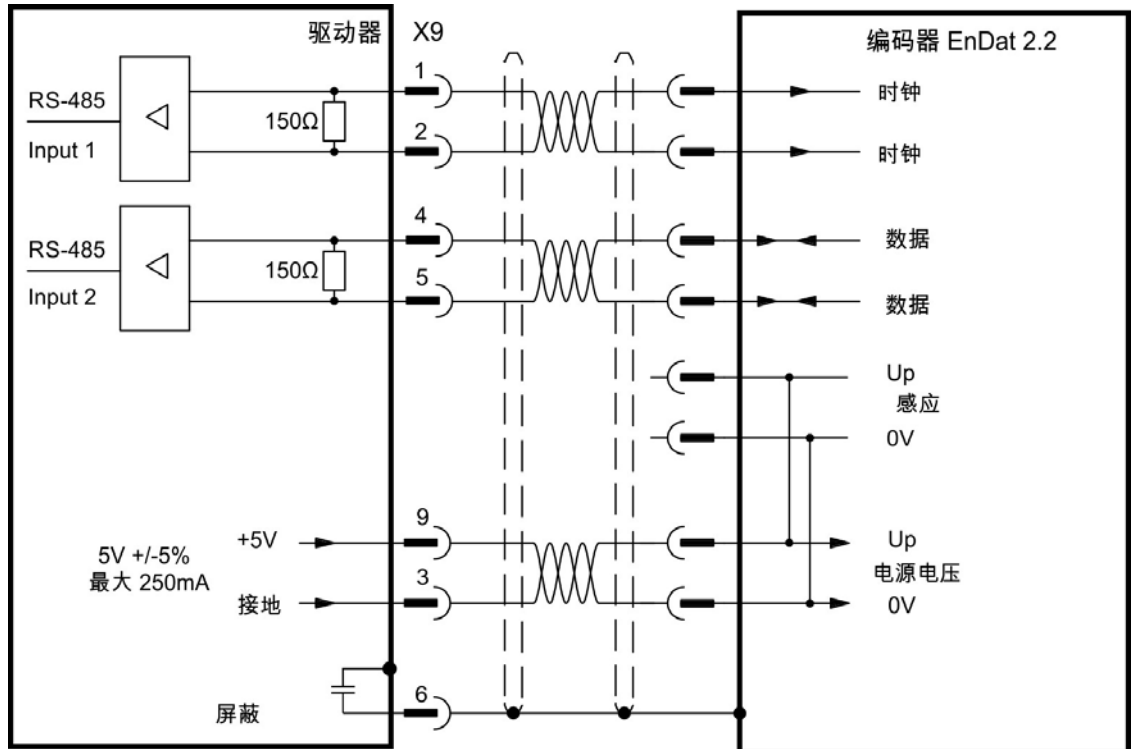 驱动器
X9
编码器 EnDat 2.2
RS-485
Input 1
150Ω
1
2
时钟
时钟
RS-485
Input 2
150Ω
4
5
数据
数据
Up
感应
0V
5V +/-5%
最大 250mA
+5V
接地
9
3
Up
电源电压
0V
屏蔽
6